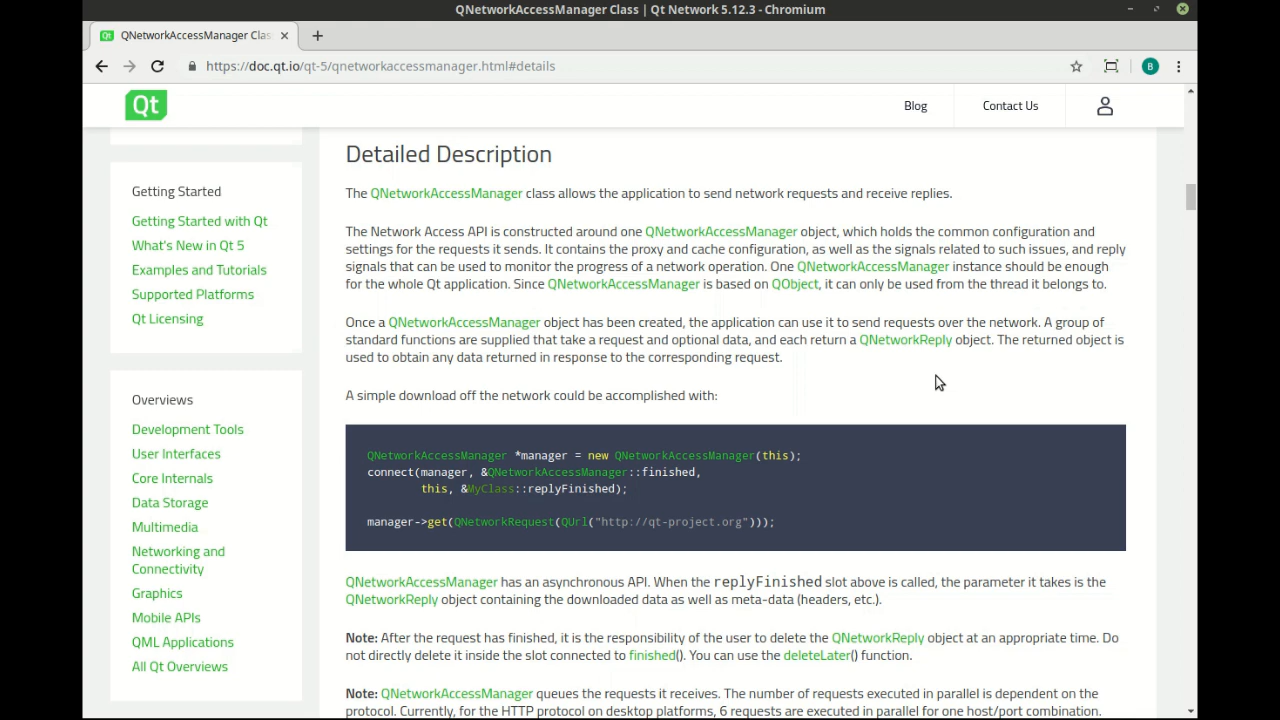 QNetworkAccessManager Class | Qt Network 5.12.3 - Chromium
Qt QNetworkAccessManager Clas
https://doc.qt.io/qt-5/qnetworkaccessmanager.html#details
B
Qt
Blog
Contact Us
Getting Started
Getting Started with Qt
What's New in Qt 5
Examples and Tutorials
Supported Platforms
Qt Licensing
Overviews
Development Tools
User Interfaces
Core Internals
Data Storage
Multimedia
Networking and
Connectivity
Graphics
Mobile APIs
QML Applications
All Qt Overviews
Detailed Description
The QNetworkAccessManager class allows the application to send network requests and receive replies.
The Network Access API is constructed around one QNetworkAccessManager object, which holds the common configuration and
settings for the requests it sends. It contains the proxy and cache configuration, as well as the signals related to such issues, and reply
signals that can be used to monitor the progress of a network operation. One QNetworkAccessManager instance should be enough
for the whole Qt application. Since QNetworkAccessManager is based on QObject, it can only be used from the thread it belongs to.
Once a QNetworkAccessManager object has been created, the application can use it to send requests over the network. A group of
standard functions are supplied that take a request and optional data, and each return a QNetworkReply object. The returned object is
used to obtain any data returned in response to the corresponding request.
A simple download off the network could be accomplished with:
QNetworkAccessManager *manager = new QNetworkAccessManager(this);
connect(manager, &QNetworkAccessManager::finished,
this, &MyClass::replyFinished);
manager->get(QNetworkRequest(QUrl("http://qt-project.org")));
QNetworkAccessManager has an asynchronous API. When the replyFinished slot above is called, the parameter it takes is the
QNetworkReply object containing the downloaded data as well as meta-data (headers, etc.).
Note: After the request has finished, it is the responsibility of the user to delete the QNetworkReply object at an appropriate time. Do
not directly delete it inside the slot connected to finished(). You can use the deleteLater() function.
Note: QNetworkAccessManager queues the requests it receives. The number of requests executed in parallel is dependent on the
protocol. Currently, for the HTTP protocol on desktop platforms, 6 requests are executed in parallel for one host/port combination.